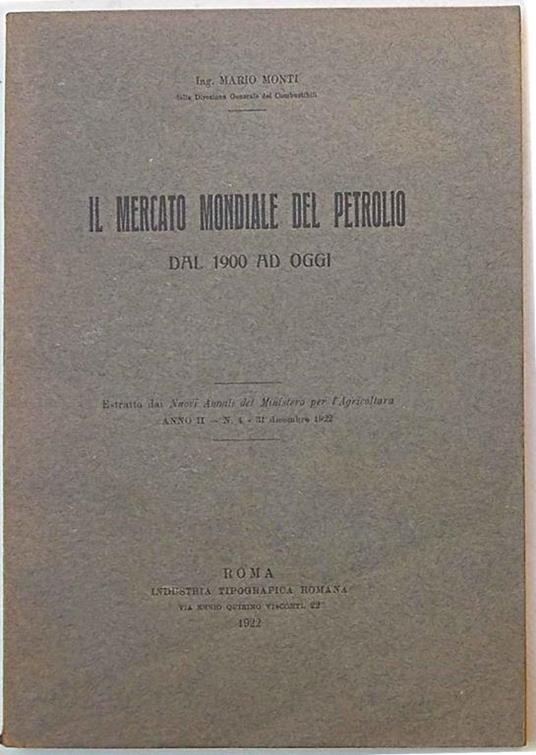 Ing. MARIO MONTI
della Direzione Generale dei Combustibili
IL MERCATO MONDIALE DEL PETROLIO
DAL 1900 AD OGGI
Estratto dai Nuovi Annali del Ministero per l'Agricoltura
ANNO II — N. 4 - 31 dicembre 1922
ROMA
INDUSTRIA TIPOGRAFICA ROMANA
VIA ENNIO QUIRINO VISCONTI, 22
1922